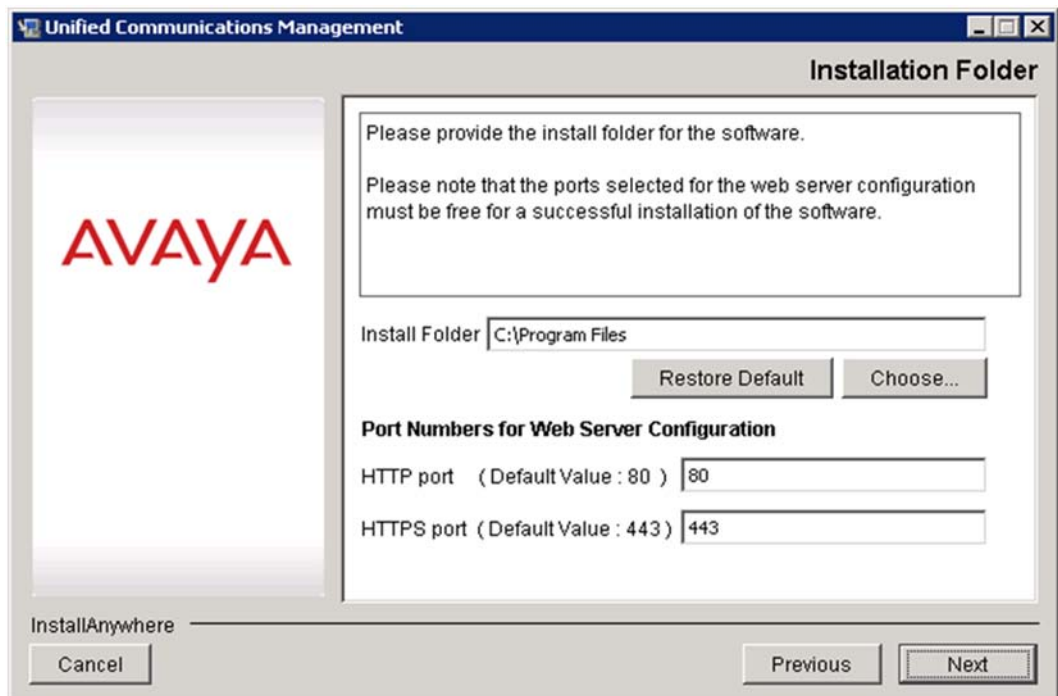 Unified Communications Management
Installation Folder
AVAYA
Please provide the install folder for the software.
Please note that the ports selected for the web server configuration
must be free for a successful installation of the software.
Install Folder C:\Program Files
Restore Default Choose...
Port Numbers for Web Server Configuration
HTTP port ( Default Value : 80 ) 80
HTTPS port ( Default Value : 443 ) 443
InstallAnywhere
Cancel Previous Next